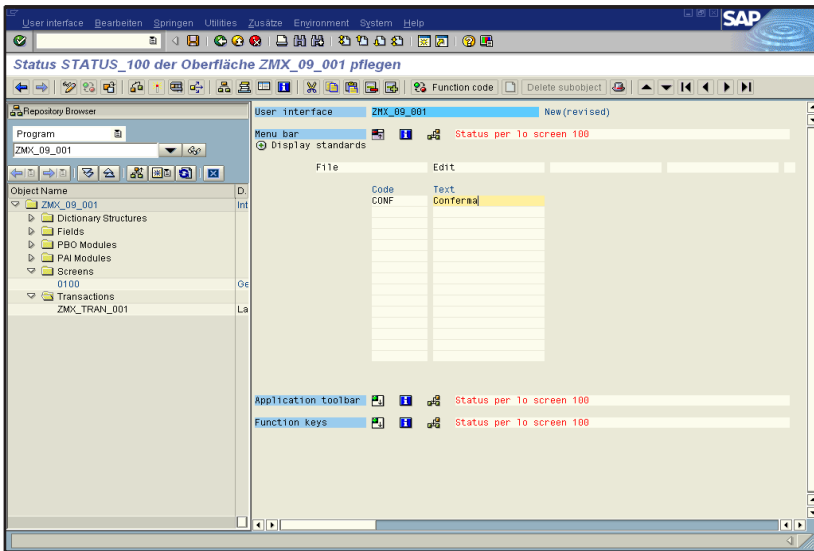 User interface Bearbeiten Springen Utilities Zusätze Environment System Help
SAP
Status STATUS_100 der Oberfläche ZMX_09_001 pflegen
Function code Delete subobject
Repository Browser
Program
ZMX_09_001
Object Name D.
ZMX_09_001 Int
Dictionary Structures
Fields
PBO Modules
PAI Modules
Screens
0100 Ge
Transactions
ZMX_TRAN_001 La
User interface ZMX_09_001 New(revised)
Menu bar Status per lo screen 100
Display standards
File Edit
Code Text
CONF Conferma
Application toolbar Status per lo screen 100
Function keys Status per lo screen 100